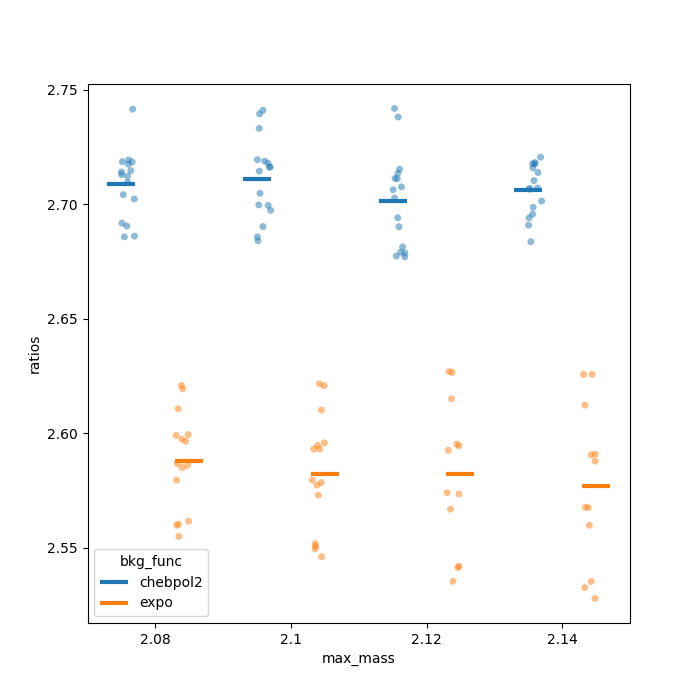 2.75
2.70
2.65
2.60
2.55
ratios
bkg_func
chebpol2
expo
2.08
2.1
2.12
2.14
max_mass